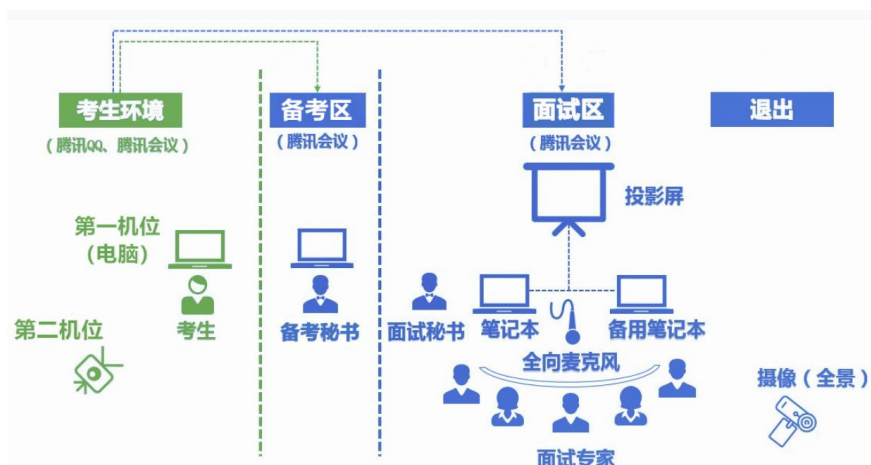 考生环境
备考区
面试区
退出
（腾讯QQ、腾讯会议）
（腾讯会议）
（腾讯会议）
投影屏
第一机位
（电脑）
第二机位
考生
备考秘书
面试秘书
笔记本
备用笔记本
全向麦克风
摄像（全景）
面试专家